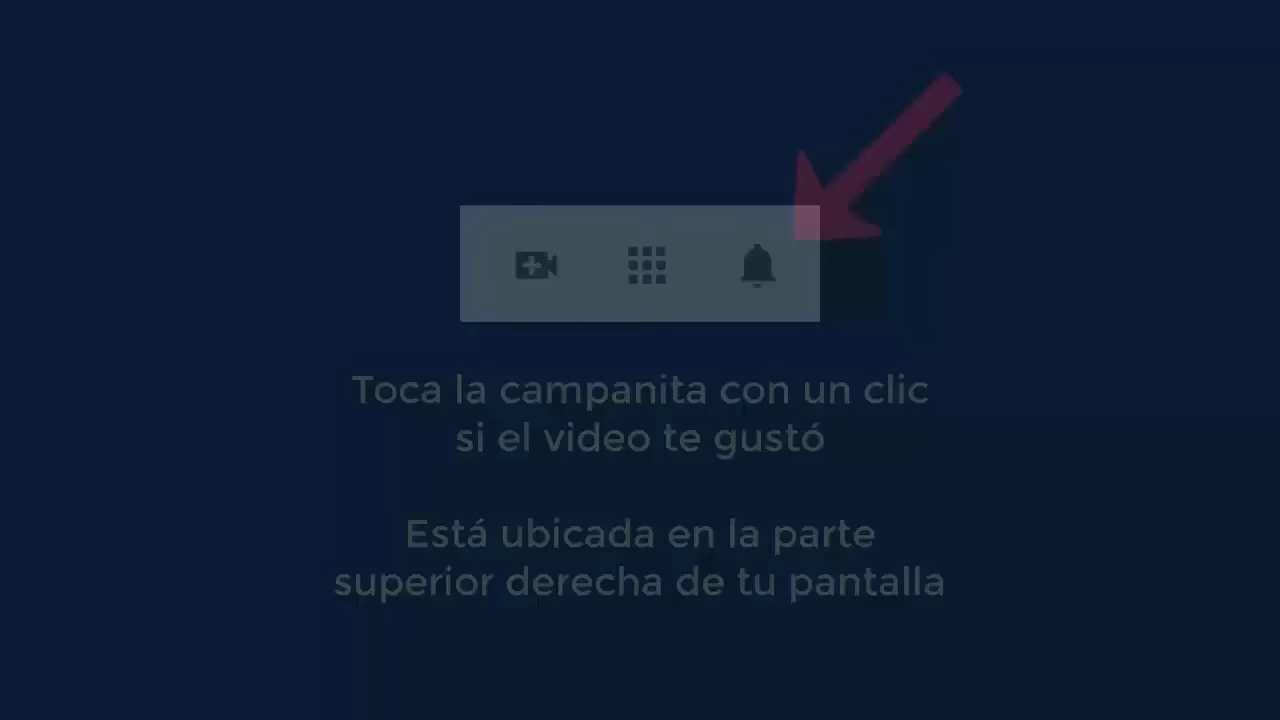 Toca la campanita con un clic
si el video te gustó
Está ubicada en la parte
superior derecha de tu pantalla